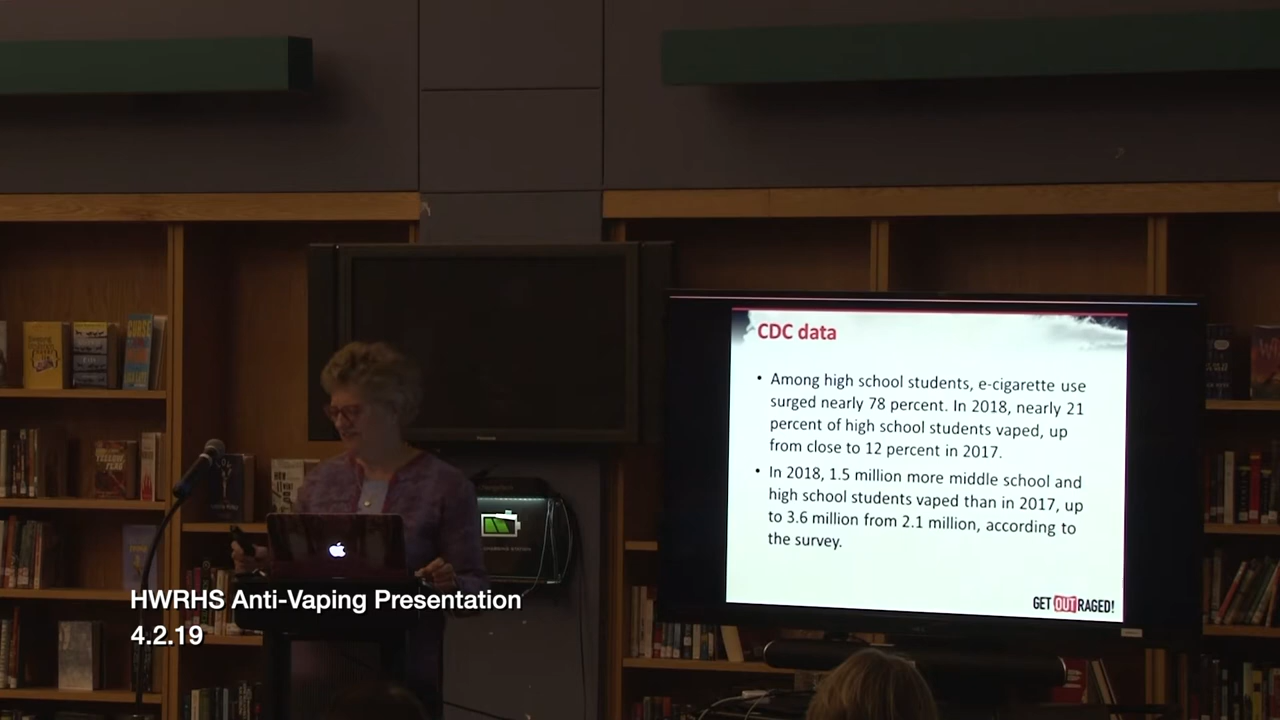 CDC data
• Among high school students, e-cigarette use
surged nearly 78 percent. In 2018, nearly 21
percent of high school students vaped, up
from close to 12 percent in 2017.
• In 2018, 1.5 million more middle school and
high school students vaped than in 2017, up
to 3.6 million from 2.1 million, according to
the survey.
GET OUTRAGED!
HWRHS Anti-Vaping Presentation
4.2.19